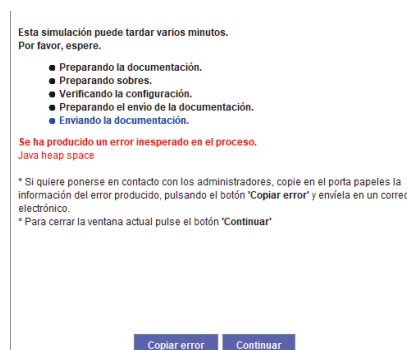 Esta simulación puede tardar varios minutos.
Por favor, espere.
Preparando la documentación.
Preparando sobres.
Verificando la configuración.
Preparando el envio de la documentación.
Enviando la documentación.
Se ha producido un error inesperado en el proceso.
Java heap space
* Si quiere ponerse en contacto con los administradores, copie en el porta papeles la
información del error producido, pulsando el botón 'Copiar error' y envíela en un correo
electrónico.
* Para cerrar la ventana actual pulse el botón 'Continuar'
Copiar error Continuar